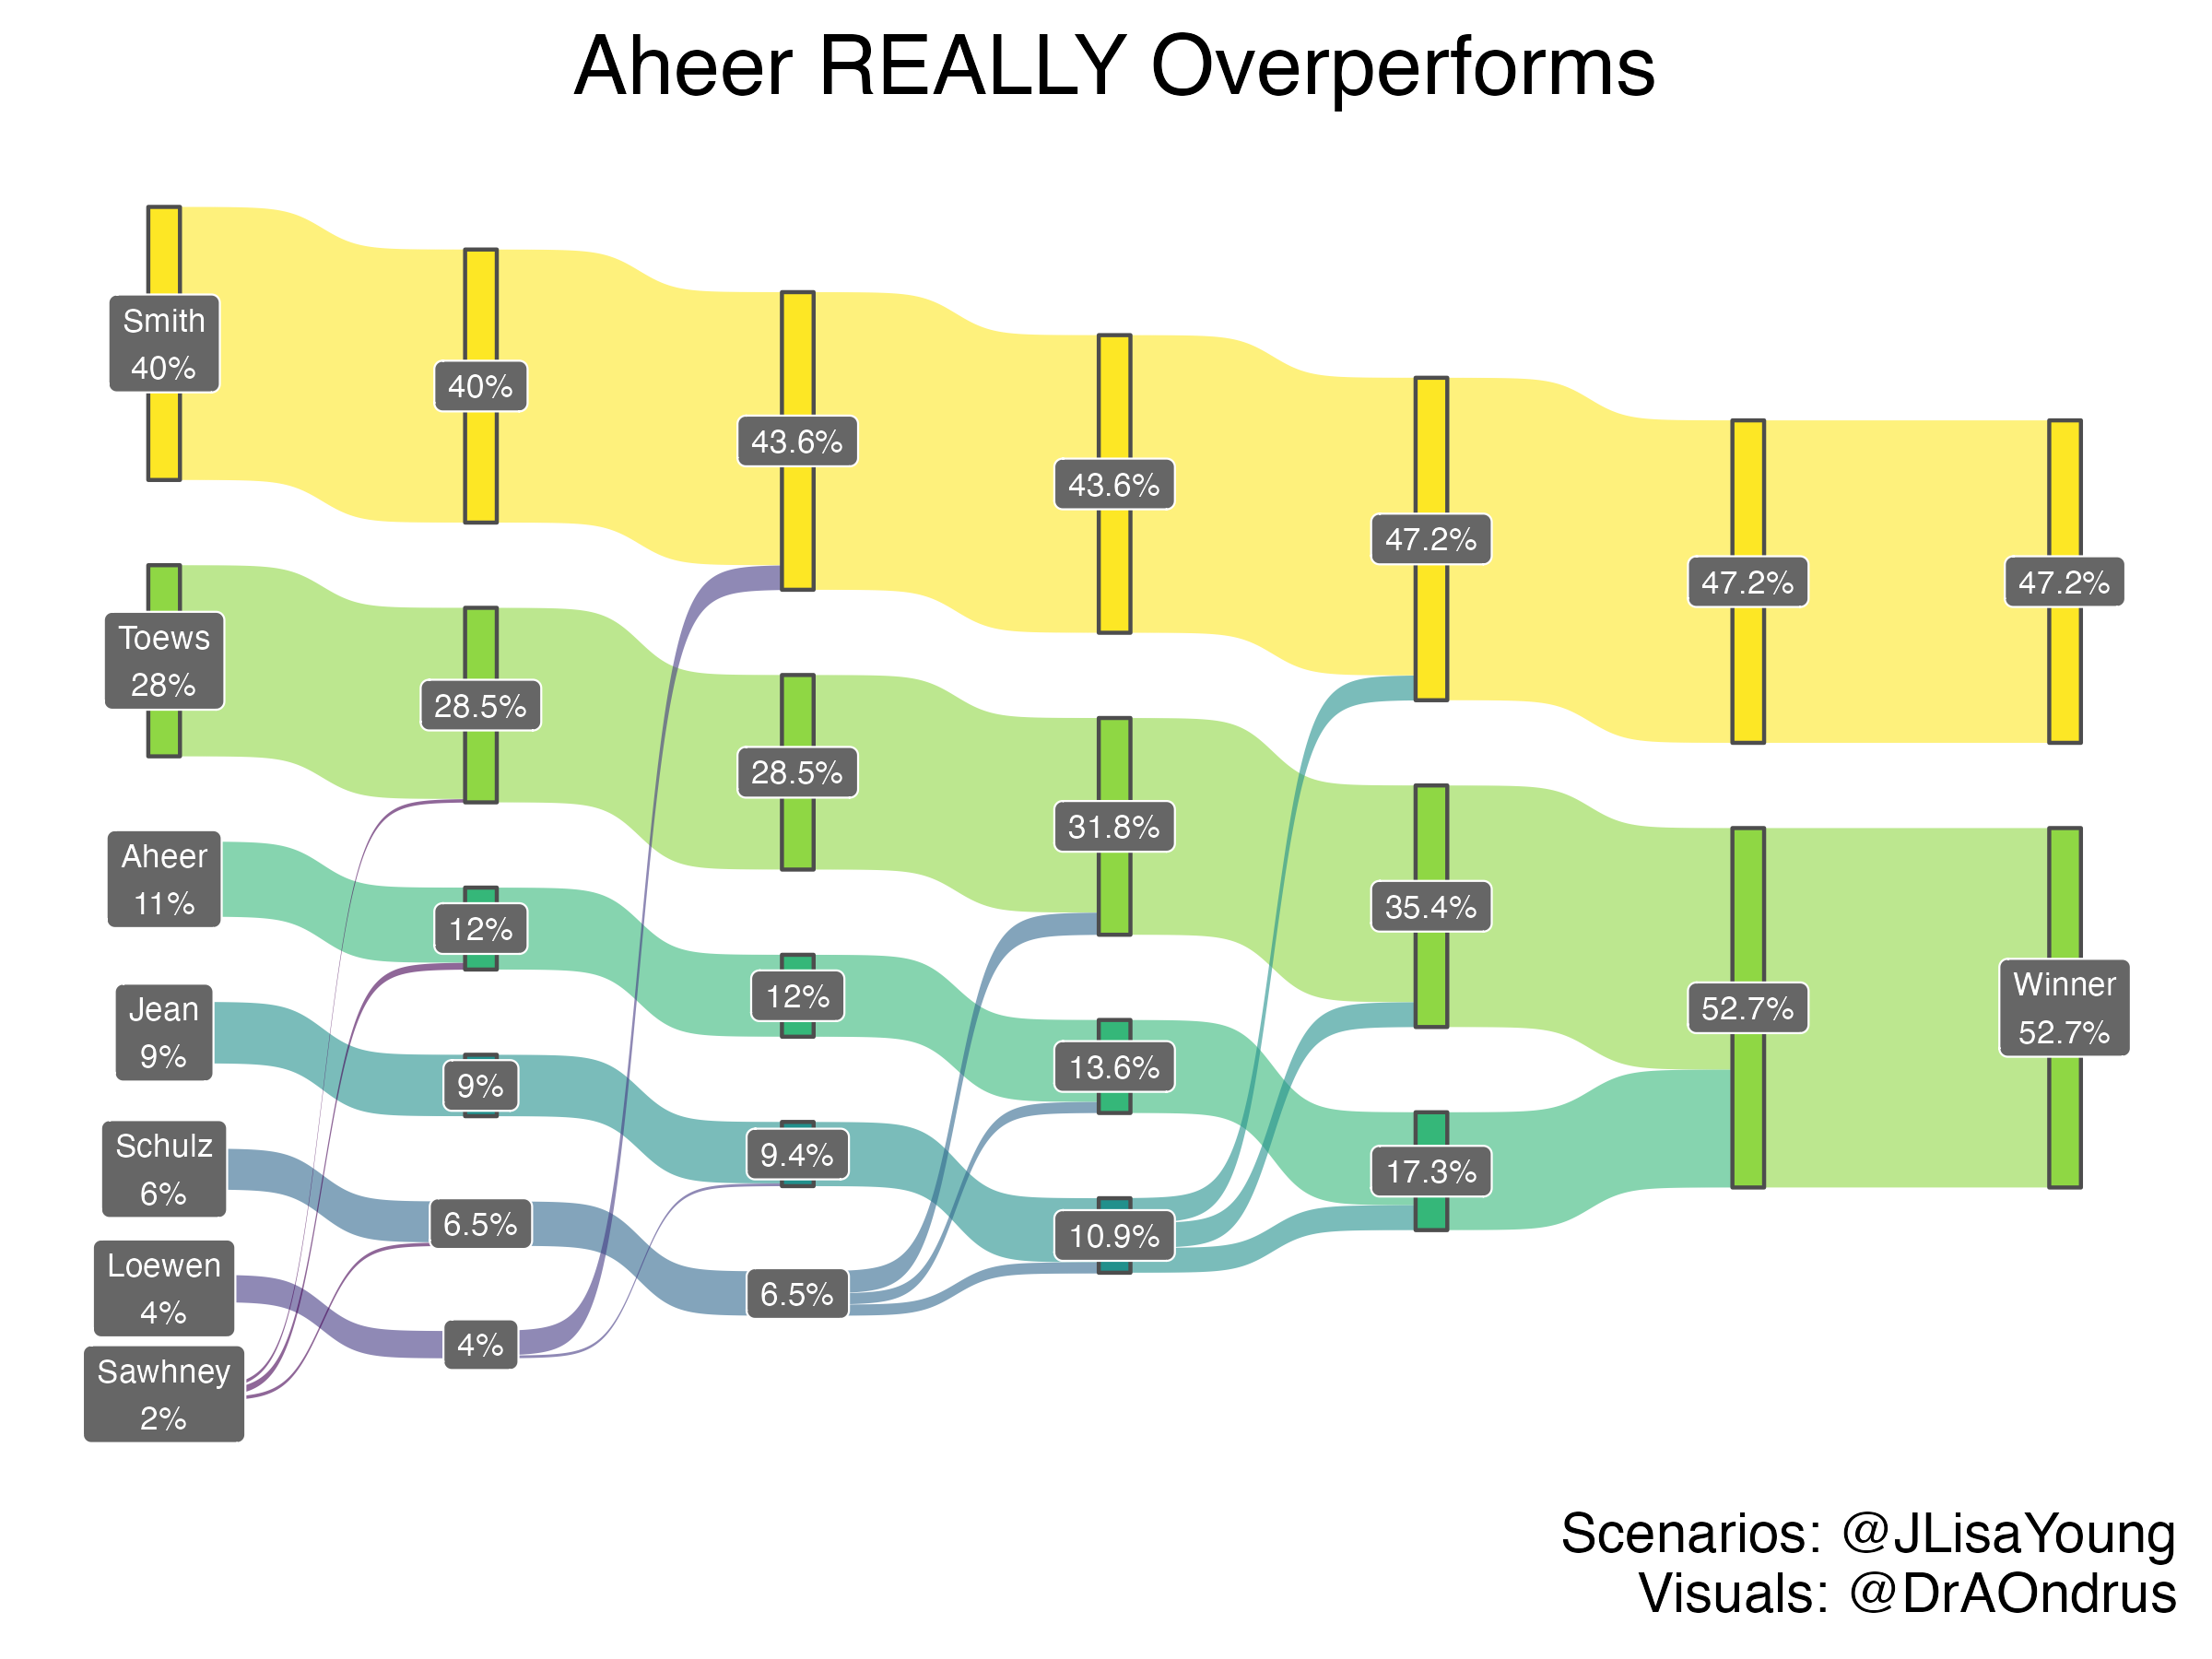 Aheer REALLY Overperforms
Smith
40%
40%
43.6%
43.6%
47.2%
47.2%
47.2%
Toews
28%
28.5%
28.5%
31.8%
35.4%
52.7%
Winner
52.7%
Aheer
11%
12%
12%
13.6%
17.3%
Jean
9%
9%
9.4%
10.9%
Schulz
6%
6.5%
6.5%
Loewen
4%
4%
Sawhney
2%
Scenarios: @JLisaYoung
Visuals: @DrAOndrus